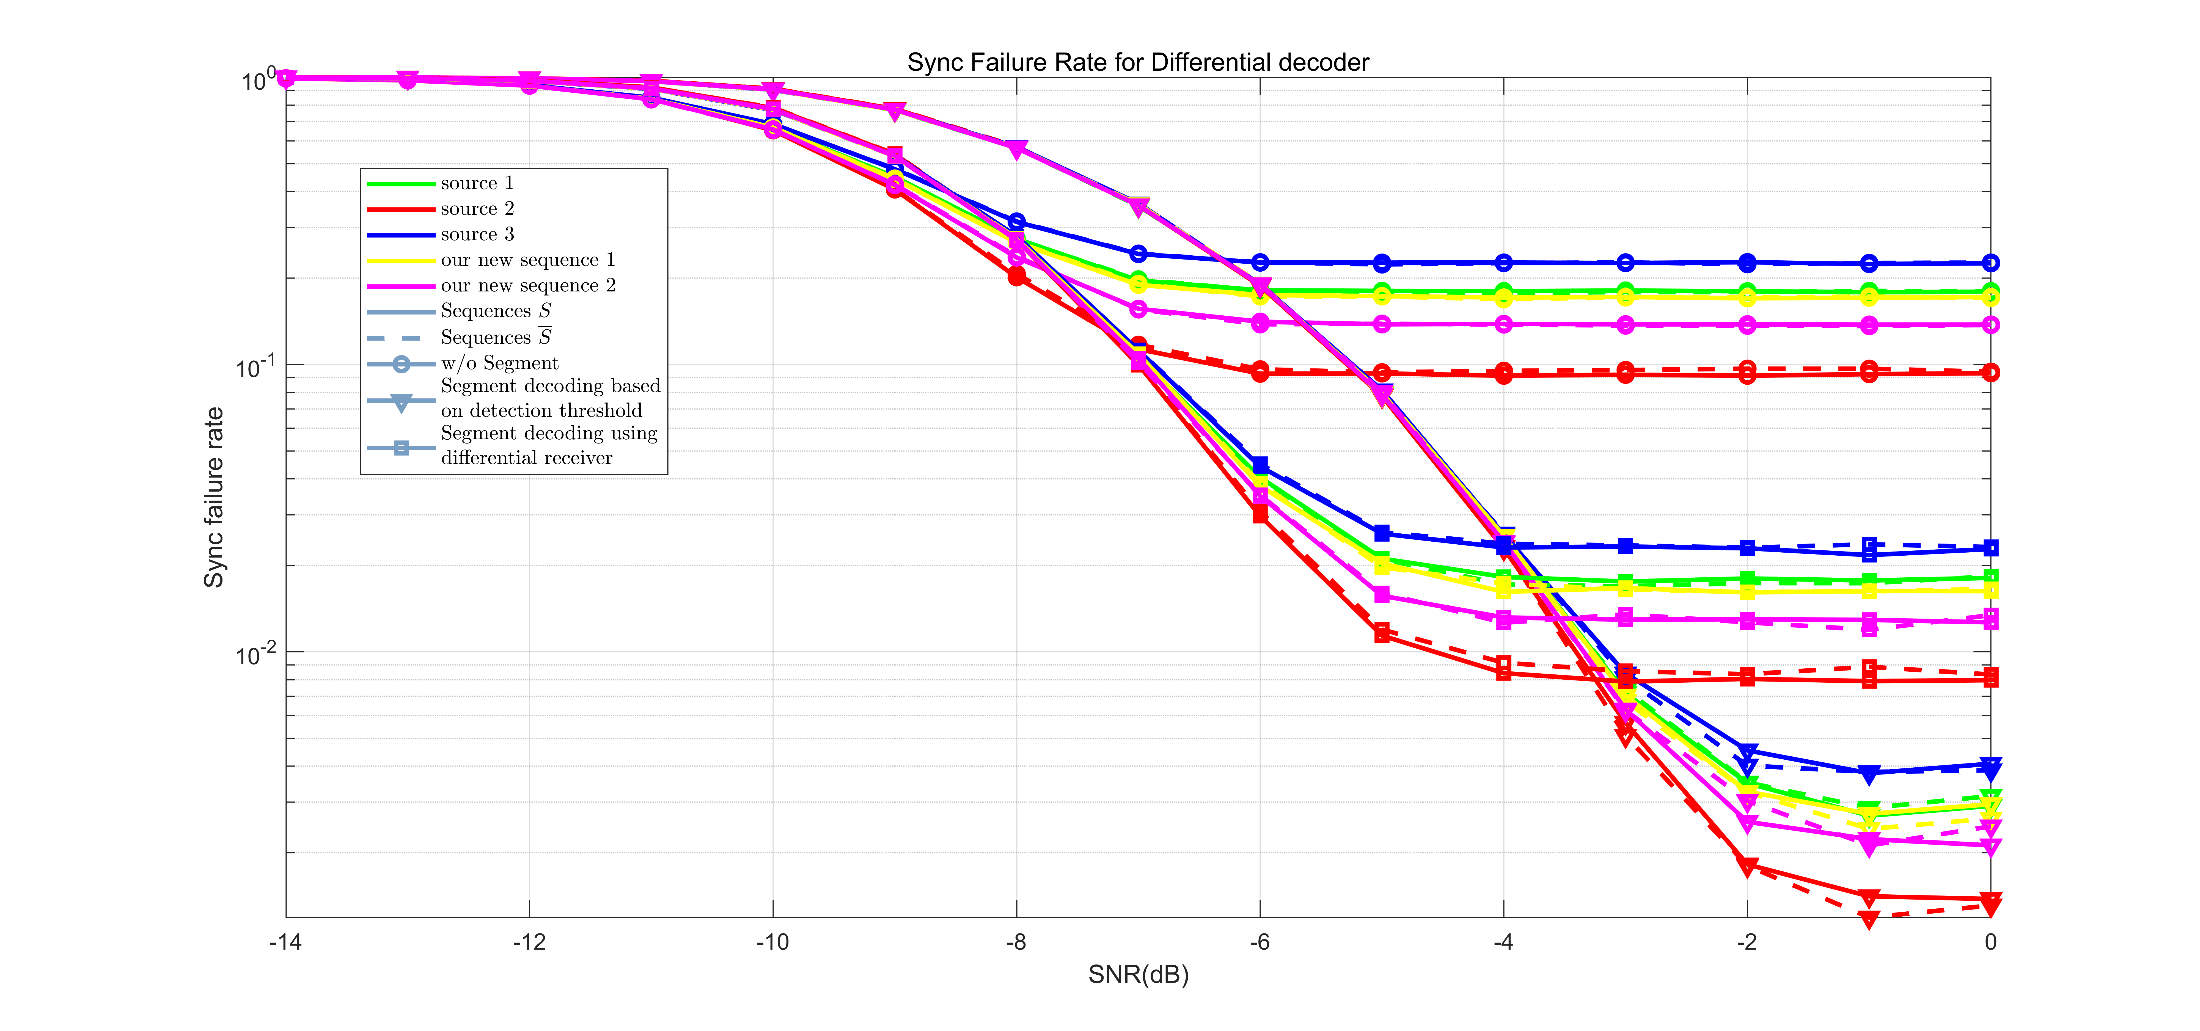 Sync Failure Rate for Differential decoder
10^0
10^-1
10^-2
Sync failure rate
source 1
source 2
source 3
our new sequence 1
our new sequence 2
Sequences S
Sequences S̅
w/o Segment
Segment decoding based
on detection threshold
Segment decoding using
differential receiver
-14 -12 -10 -8 -6 -4 -2 0
SNR(dB)